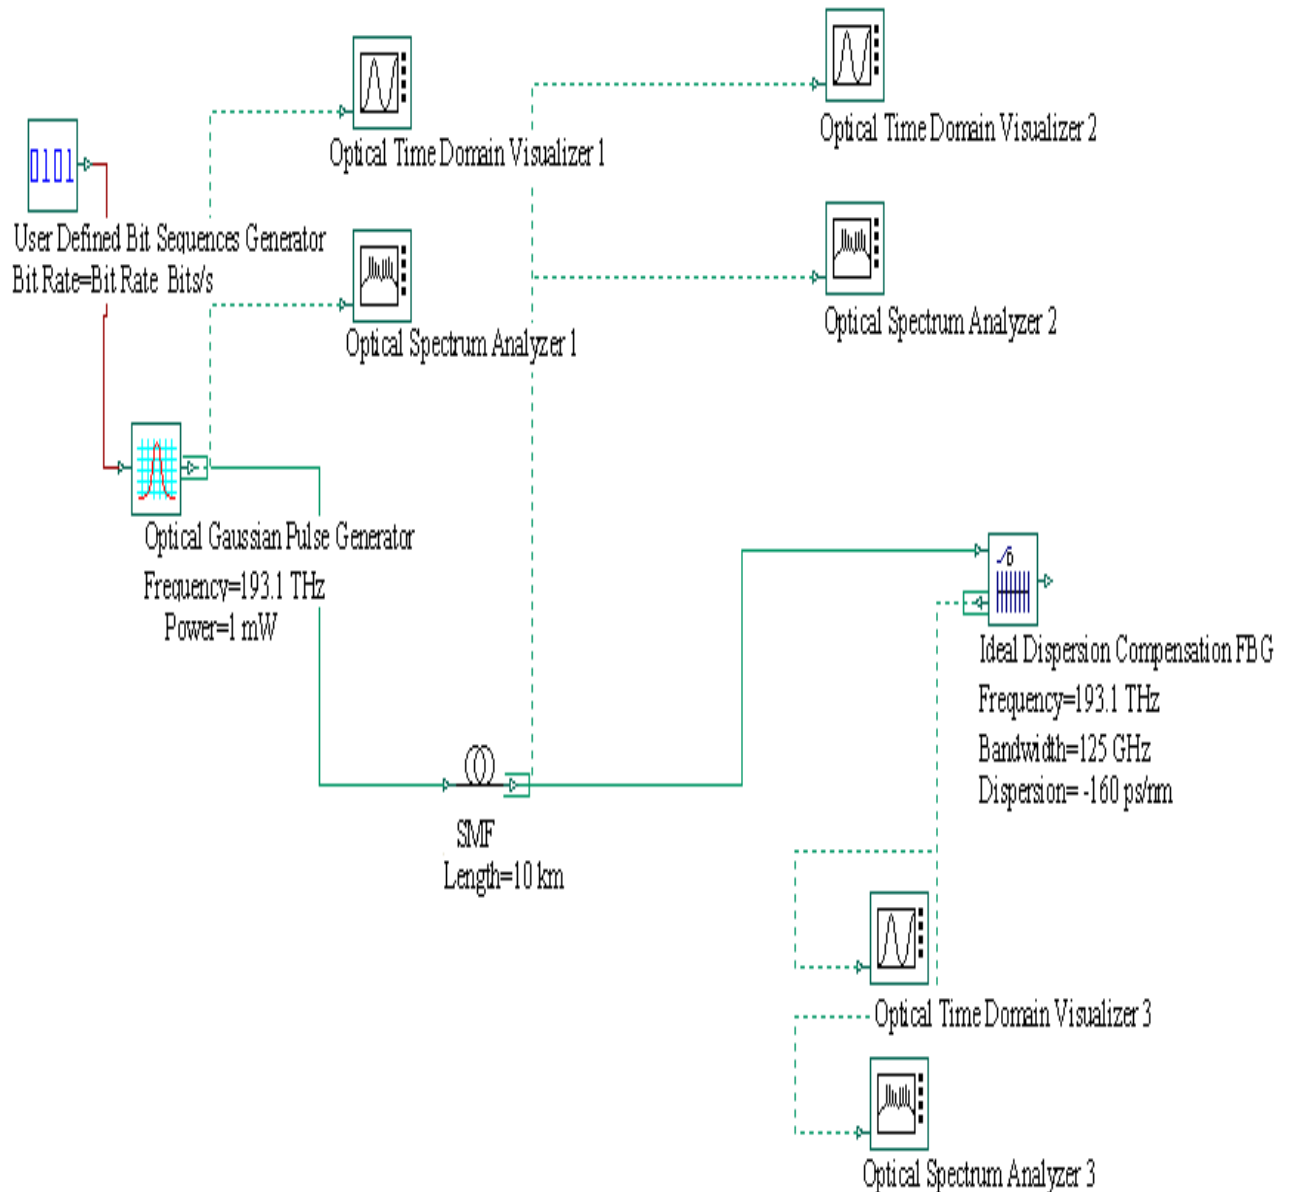 0101
User Defined Bit Sequences Generator
Bit Rate=Bit Rate Bits/s
Optical Time Domain Visualizer 1
Optical Spectrum Analyzer 1
Optical Time Domain Visualizer 2
Optical Spectrum Analyzer 2
Optical Gaussian Pulse Generator
Frequency=193.1 THz
Power=1 mW
SMF
Length=10 km
D
Ideal Dispersion Compensation FBG
Frequency=193.1 THz
Bandwidth=125 GHz
Dispersion= -160 ps/nm
Optical Time Domain Visualizer 3
Optical Spectrum Analyzer 3